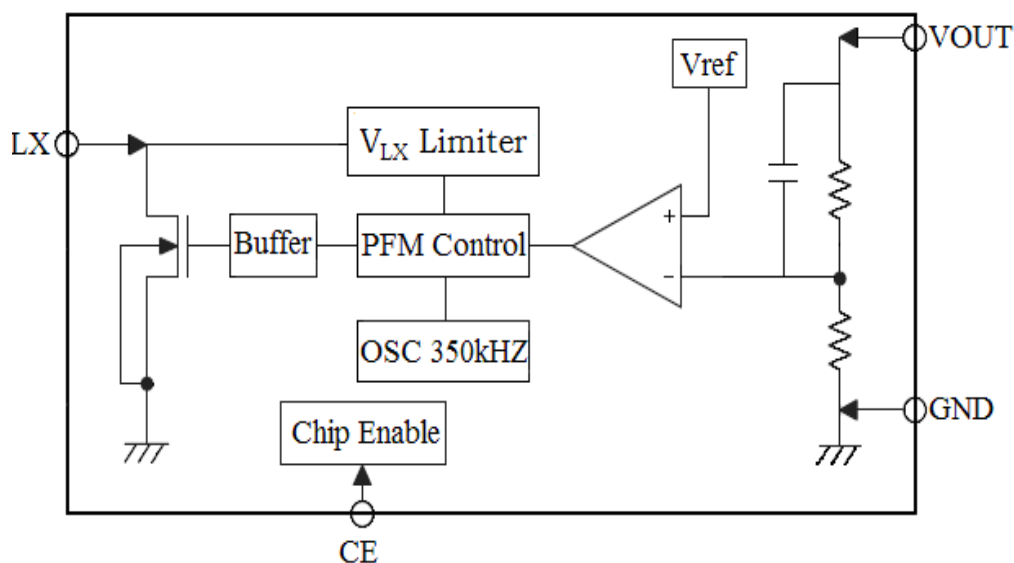 VOUT
Vref
LX
VLX Limiter
+
Buffer
PFM Control
−
OSC 350kHZ
GND
Chip Enable
CE